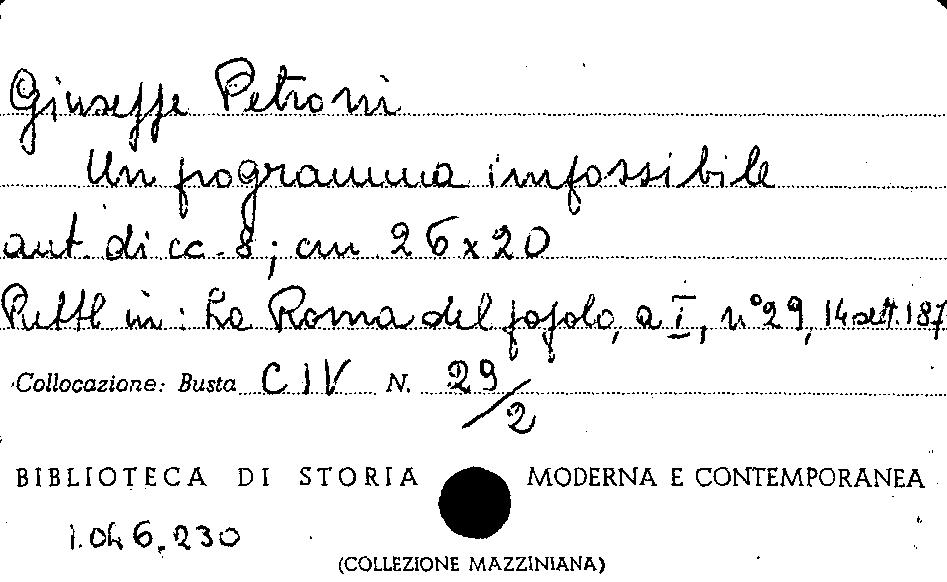 Giuseppe Petroni
Un programma impossibile
aut. di cc. 8; cm 26x20
Pubbl in: La Roma del popolo, a I, n° 29, 14 sett. 187
Collocazione: Busta CIV N. 29/2
BIBLIOTECA DI STORIA MODERNA E CONTEMPORANEA
1.046.230
(COLLEZIONE MAZZINIANA)